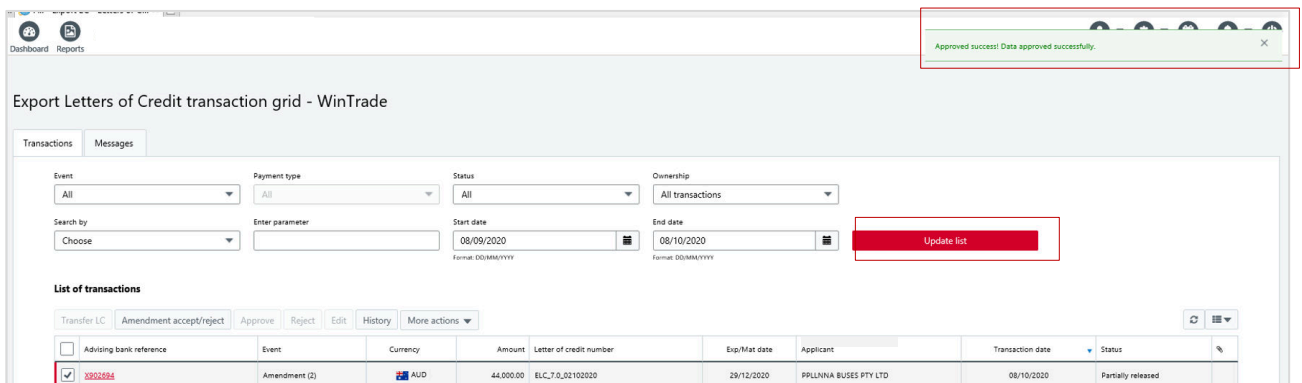 Dashboard Reports
Approved success! Data approved successfully.
Export Letters of Credit transaction grid - WinTrade
Transactions Messages
Event Payment type Status Ownership
All All All All transactions
Search by Enter parameter Start date End date
Choose 08/09/2020 08/10/2020 Update list
Format: DD/MM/YYYY Format: DD/MM/YYYY
List of transactions
Transfer LC Amendment accept/reject Approve Reject Edit History More actions
Advising bank reference Event Currency Amount Letter of credit number Exp/Mat date Applicant Transaction date Status
X902694 Amendment (2) AUD 44,000.00 ELC_7.0_02102020 29/12/2020 PPLLNNA BUSES PTY LTD 08/10/2020 Partially released